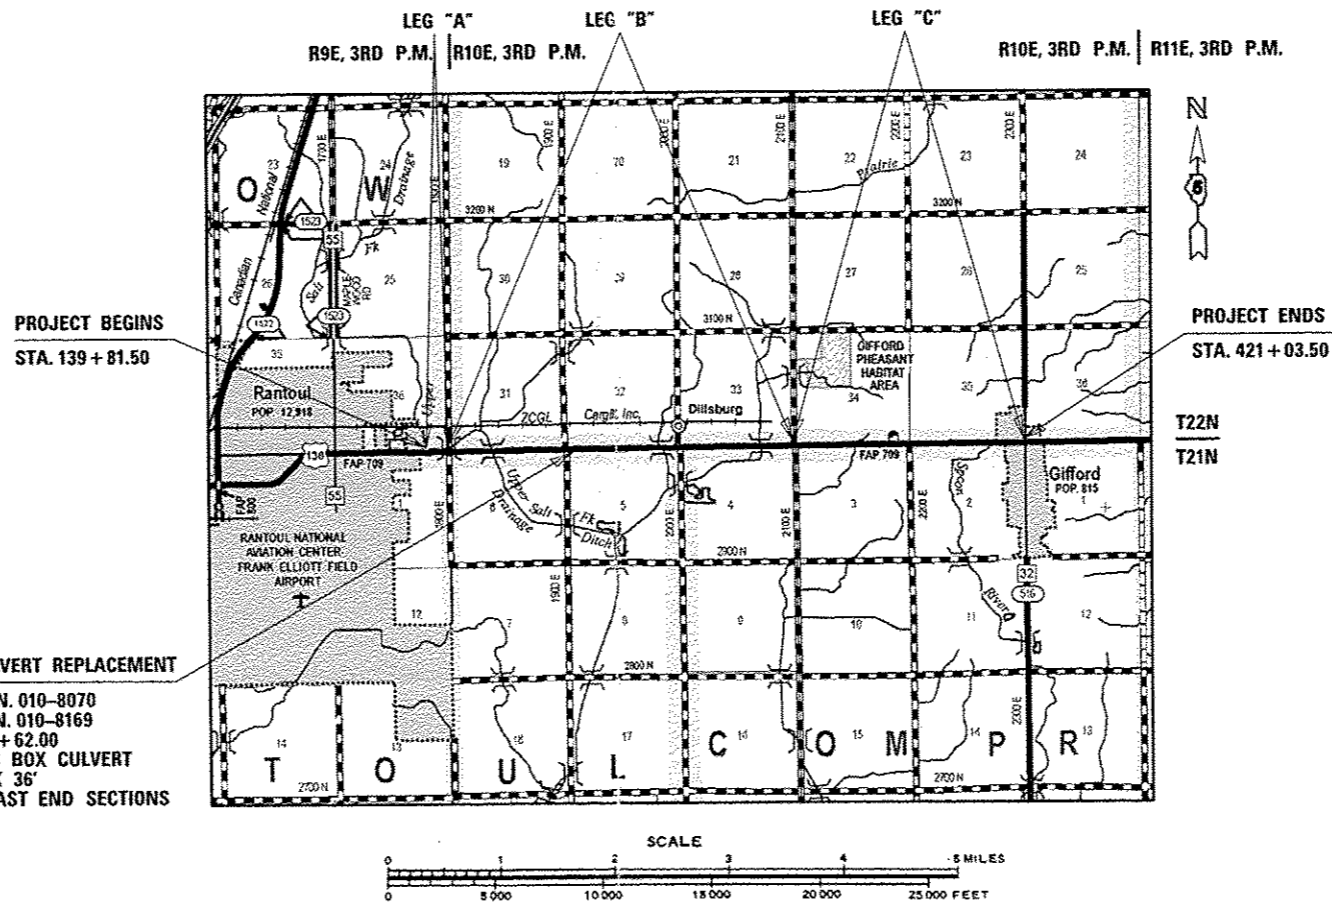 LEG "A"
LEG "B"
LEG "C"
R9E, 3RD P.M.
R10E, 3RD P.M.
R10E, 3RD P.M.
R11E, 3RD P.M.
N
PROJECT BEGINS
STA. 139+81.50
PROJECT ENDS
STA. 421+03.50
T22N
T21N
O W
23
24
19
20
21
22
23
24
1700 E
1900 E
2100 E
2200 E
2300 E
Drainage
Prairie
3200 N
3200 N
Canadian National
1523
55
Fk
Salt
MAPLE
WOOD
RD
1523
1522
26
25
30
29
28
27
26
25
3100 N
GIFFORD
PHEASANT
HABITAT
AREA
35
36
31
32
33
34
35
36
Rantoul
POP. 12,918
Upper
ZCGL
Cargill, Inc.
Dillsburg
136
FAP 709
FAP 709
55
FAP
Upper Salt Fk
Drainage Ditch
5
4
3
2
1
Spoon
River
Gifford
POP. 815
RANTOUL NATIONAL
AVIATION CENTER
FRANK ELLIOTT FIELD
AIRPORT
1900 E
2100 E
2200 E
2900 N
32
516
12
7
8
9
10
11
12
1900 E
2800 N
2300 E
VERT REPLACEMENT
N. 010-8070
N. 010-8169
+62.00
BOX CULVERT
X 36'
AST END SECTIONS
14
13
18
17
16
15
14
13
T O U L
C O M P R
2700 N
2700 N
SCALE
0 1 2 3 4 5 MILES
0 5000 10000 15000 20000 25000 FEET